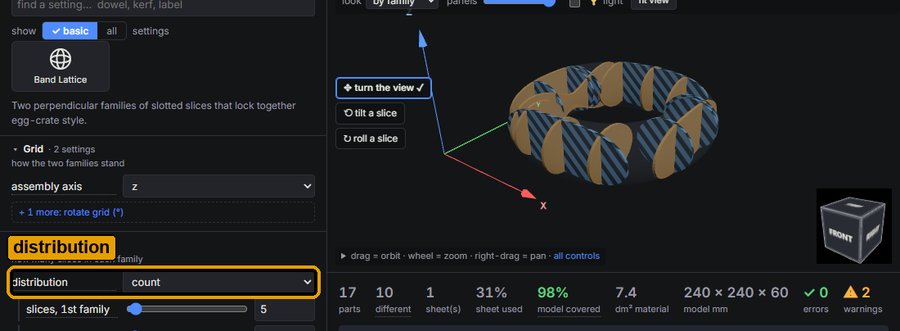 find a setting... dowel, kerf, label
show ✓ basic all settings
Band Lattice
Two perpendicular families of slotted slices that lock together
egg-crate style.
Grid · 2 settings
how the two families stand
assembly axis z
+ 1 more: rotate grid (°)
distribution
distribution count
slices, 1st family 5
look by family panels light fit view
turn the view ✓
tilt a slice
roll a slice
Y
X
FRONT
drag = orbit · wheel = zoom · right-drag = pan · all controls
17 10 1 31% 98% 7.4 240 × 240 × 60 ✓ 0 2
parts different sheet(s) sheet used model covered dm² material model mm errors warnings